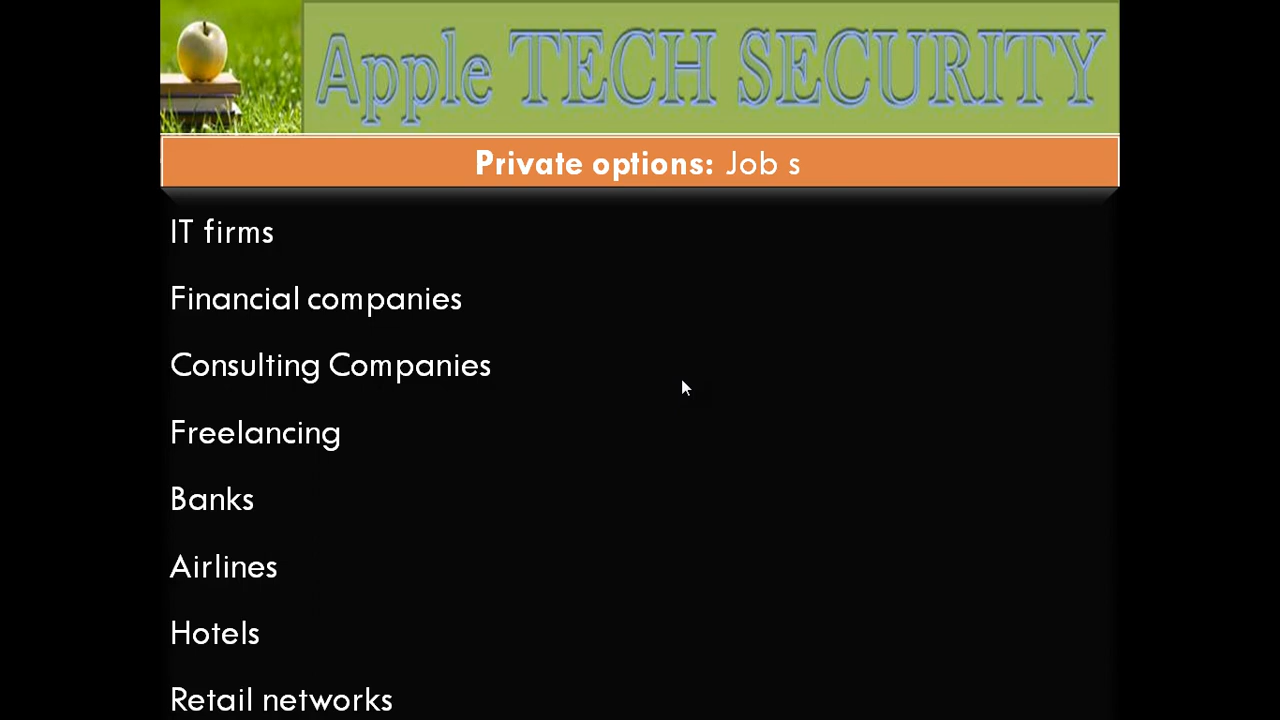 Apple TECH SECURITY
Private options: Job s
IT firms
Financial companies
Consulting Companies
Freelancing
Banks
Airlines
Hotels
Retail networks